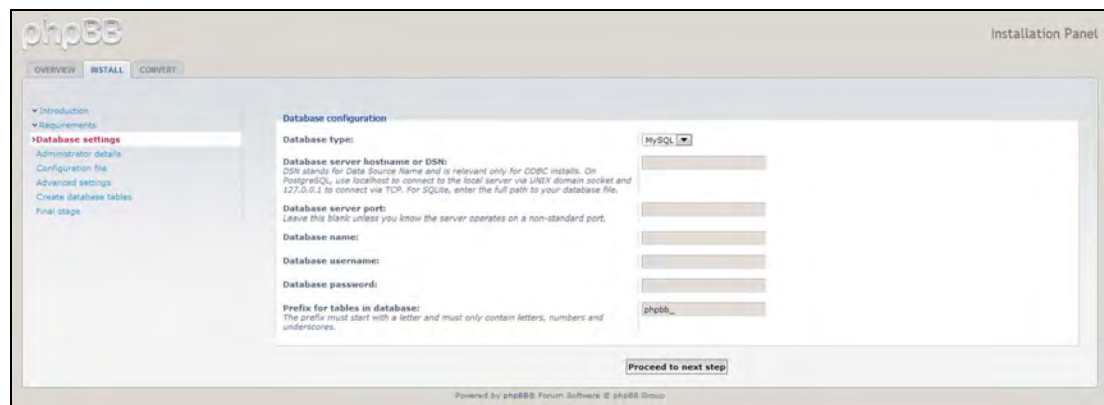 phpBB
Installation Panel
OVERVIEW INSTALL CONVERT
Introduction
Requirements
Database settings
Administrator details
Configuration file
Advanced settings
Create database tables
Final stage
Database configuration
Database type:
MySQL
Database server hostname or DSN:
DSN stands for Data Source Name and is relevant only for ODBC installs. On
PostgreSQL, use localhost to connect to the local server via UNIX domain socket and
127.0.0.1 to connect via TCP. For SQLite, enter the full path to your database file.
Database server port:
Leave this blank unless you know the server operates on a non-standard port.
Database name:
Database username:
Database password:
Prefix for tables in database:
The prefix must start with a letter and must only contain letters, numbers and
underscores.
phpbb_
Proceed to next step
Powered by phpBB® Forum Software © phpBB Group